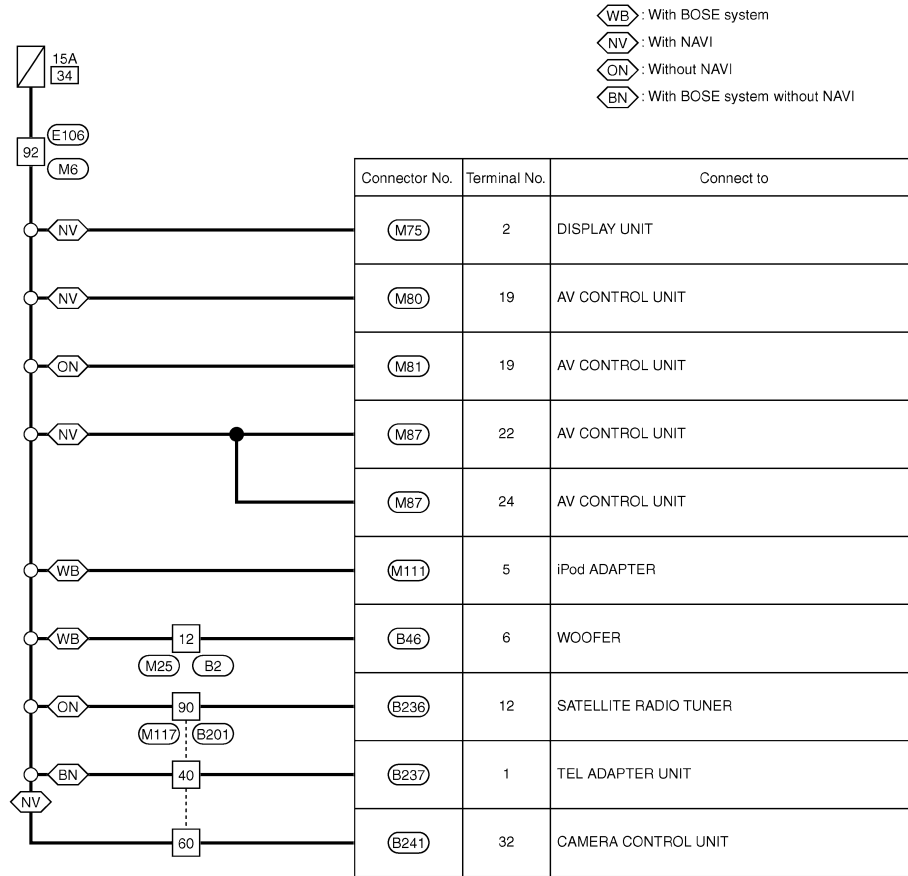 WB : With BOSE system
NV : With NAVI
ON : Without NAVI
BN : With BOSE system without NAVI
15A
34
92
E106
M6
Connector No. Terminal No. Connect to
NV M75 2 DISPLAY UNIT
NV M80 19 AV CONTROL UNIT
ON M81 19 AV CONTROL UNIT
NV M87 22 AV CONTROL UNIT
M87 24 AV CONTROL UNIT
WB M111 5 iPod ADAPTER
WB 12 B46 6 WOOFER
M25 B2
ON 90 B236 12 SATELLITE RADIO TUNER
M117 B201
BN 40 B237 1 TEL ADAPTER UNIT
NV
60 B241 32 CAMERA CONTROL UNIT